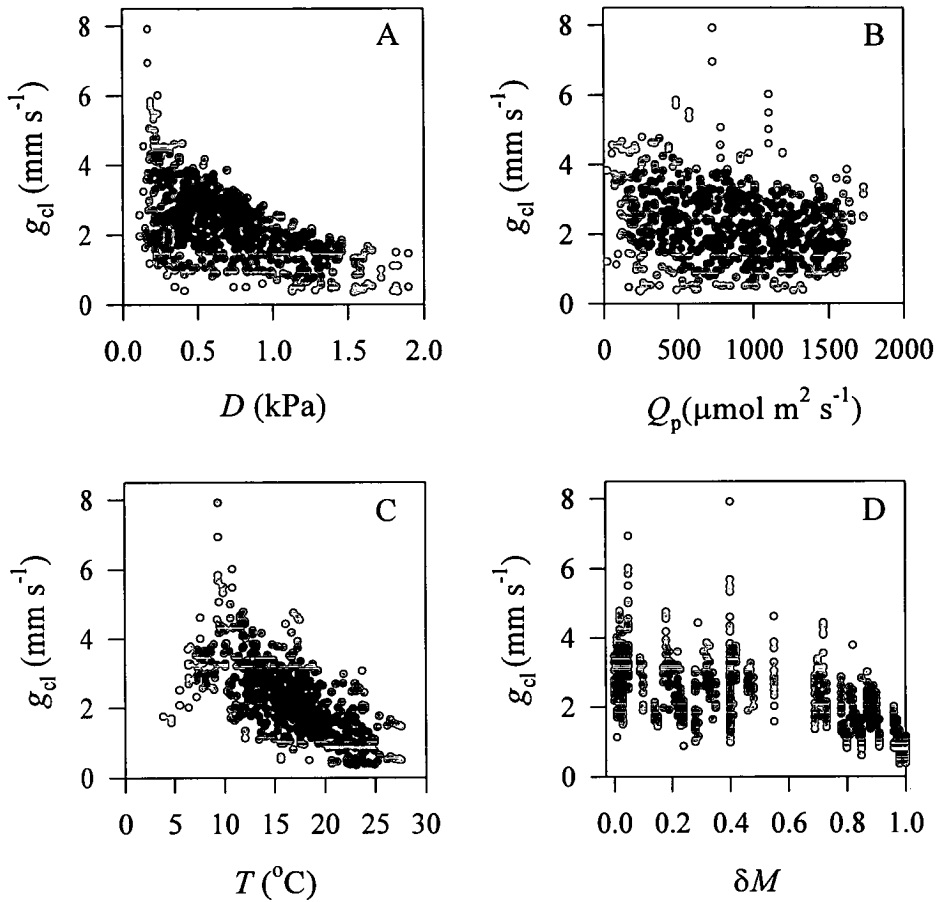 A
g_cl (mm s⁻¹)
8
6
4
2
0
0.0 0.5 1.0 1.5 2.0
D (kPa)
B
g_cl (mm s⁻¹)
8
6
4
2
0
0 500 1000 1500 2000
Q_p(μmol m² s⁻¹)
C
g_cl (mm s⁻¹)
8
6
4
2
0
0 5 10 15 20 25 30
T (°C)
D
g_cl (mm s⁻¹)
8
6
4
2
0
0.0 0.2 0.4 0.6 0.8 1.0
δM